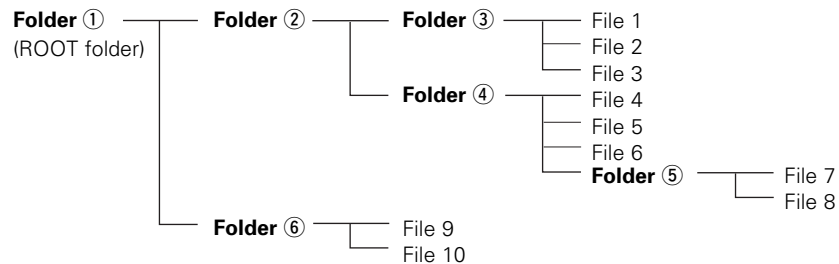 Folder ① Folder ② Folder ③ File 1
(ROOT folder) File 2
File 3
Folder ④ File 4
File 5
File 6
Folder ⑤ File 7
File 8
Folder ⑥ File 9
File 10